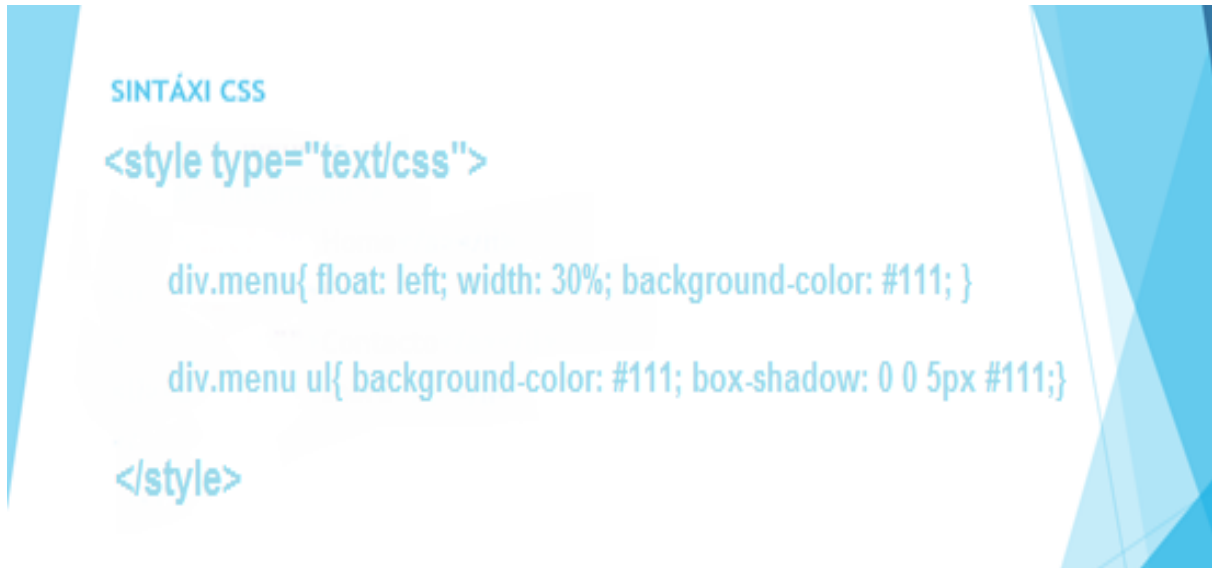 SINTÁXI CSS
<style type="text/css">
div.menu{ float: left; width: 30%; background-color: #111; }
div.menu ul{ background-color: #111; box-shadow: 0 0 5px #111;}
</style>